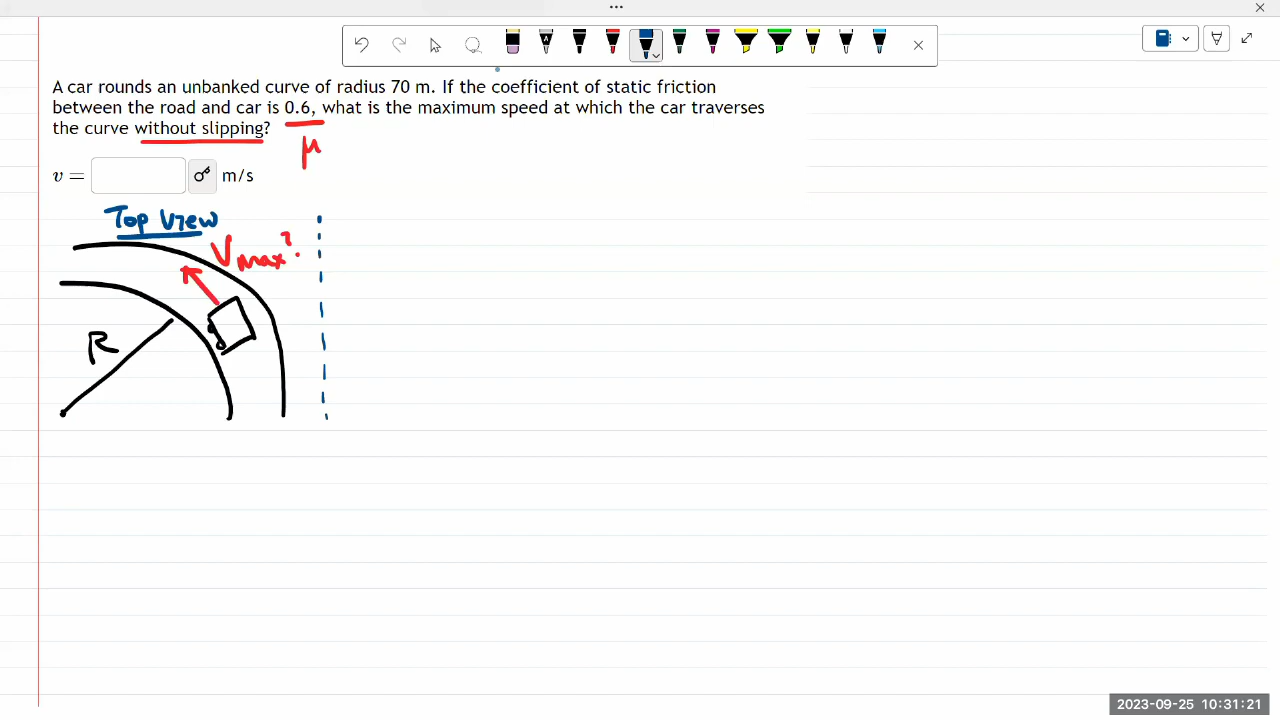 A car rounds an unbanked curve of radius 70 m. If the coefficient of static friction
between the road and car is 0.6, what is the maximum speed at which the car traverses
the curve without slipping?
μ
v = m/s
Top View
Vmax?
R
2023-09-25 10:31:21